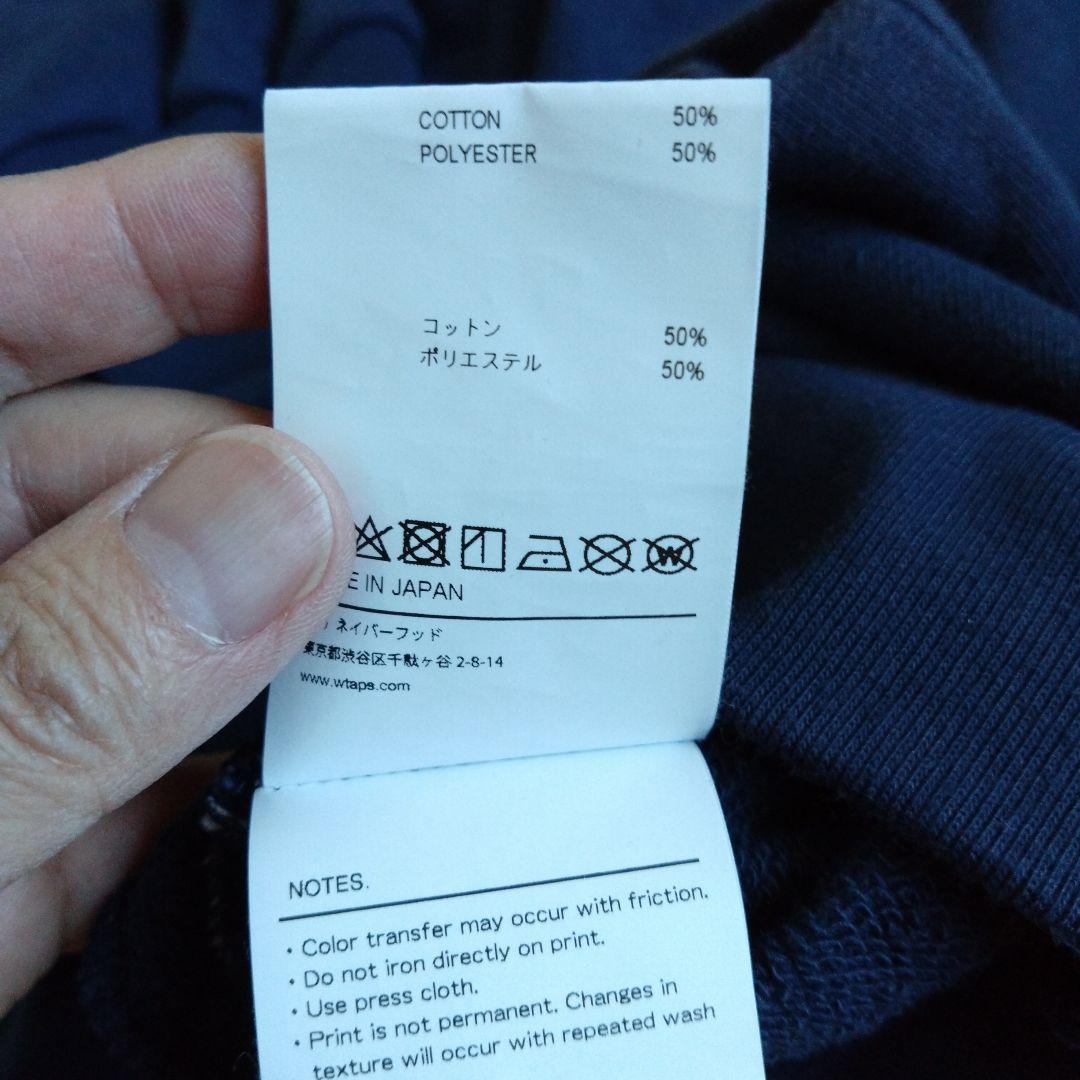 COTTON 50%
POLYESTER 50%
コットン 50%
ポリエステル 50%
W
E IN JAPAN
ネイバーフッド
東京都渋谷区千駄ヶ谷 2-8-14
www.wtaps.com
NOTES.
・Color transfer may occur with friction.
・Do not iron directly on print.
・Use press cloth.
・Print is not permanent. Changes in
texture will occur with repeated wash